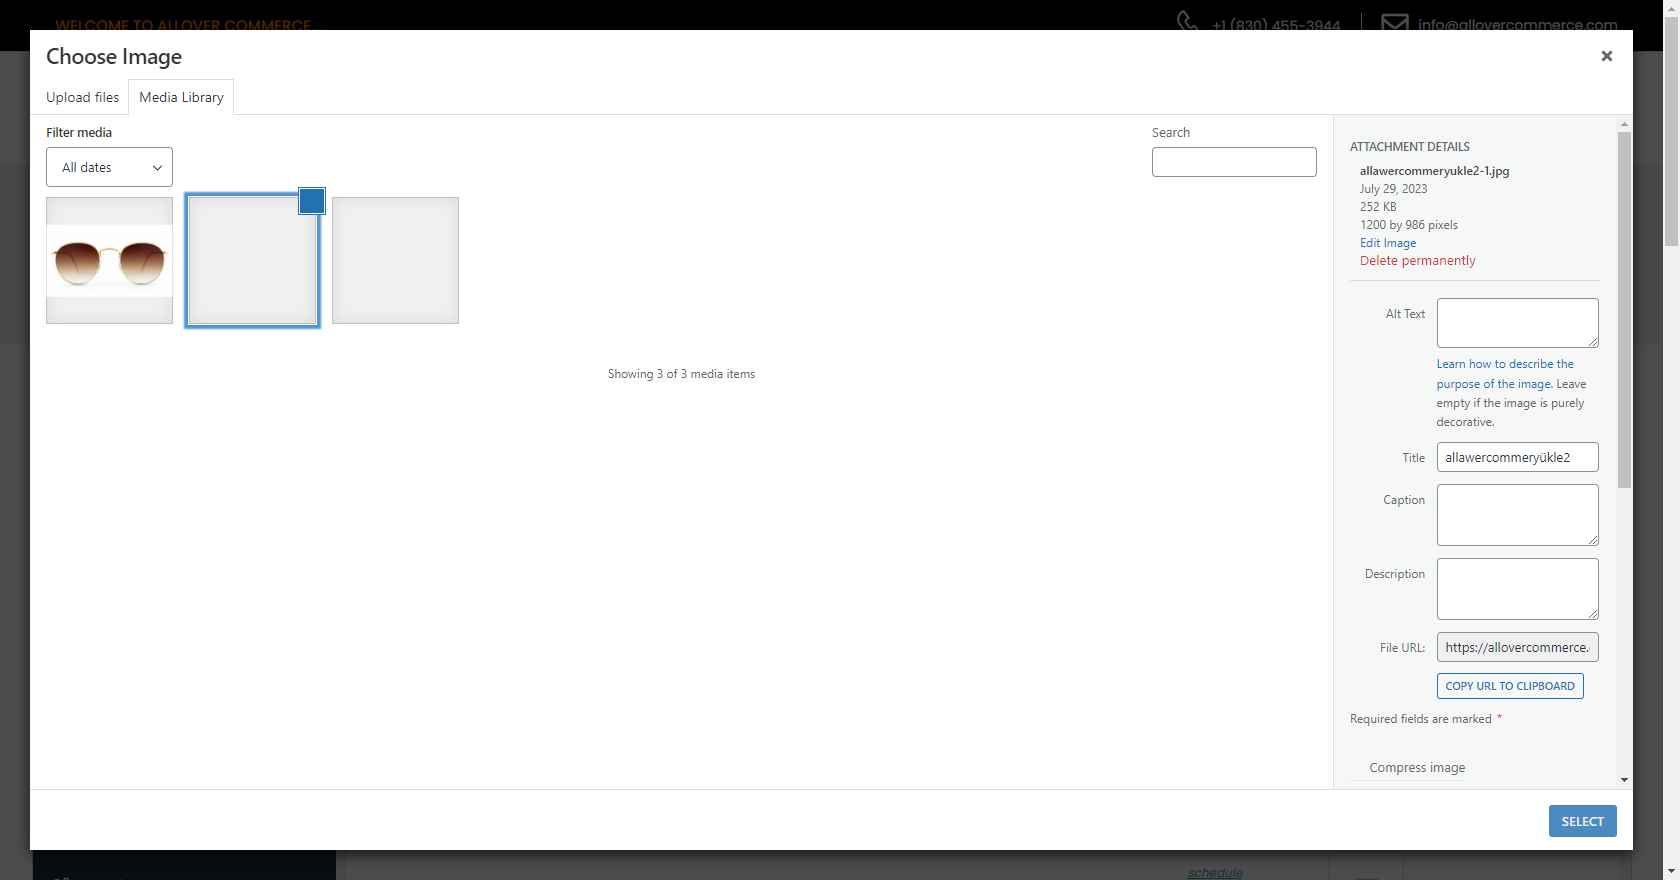 WELCOME TO ALLOVER COMMERCE...
+1 (830) 455-3944
info@allovercommerce.com
Choose Image
Upload files
Media Library
Filter media
All dates
Search
Showing 3 of 3 media items
ATTACHMENT DETAILS
allawercommeryukle2-1.jpg
July 29, 2023
252 KB
1200 by 986 pixels
Edit Image
Delete permanently
Alt Text
Learn how to describe the
purpose of the image. Leave
empty if the image is purely
decorative.
Title
allawercommeryükle2
Caption
Description
File URL:
https://allovercommerce.
COPY URL TO CLIPBOARD
Required fields are marked *
Compress image
SELECT
schedule